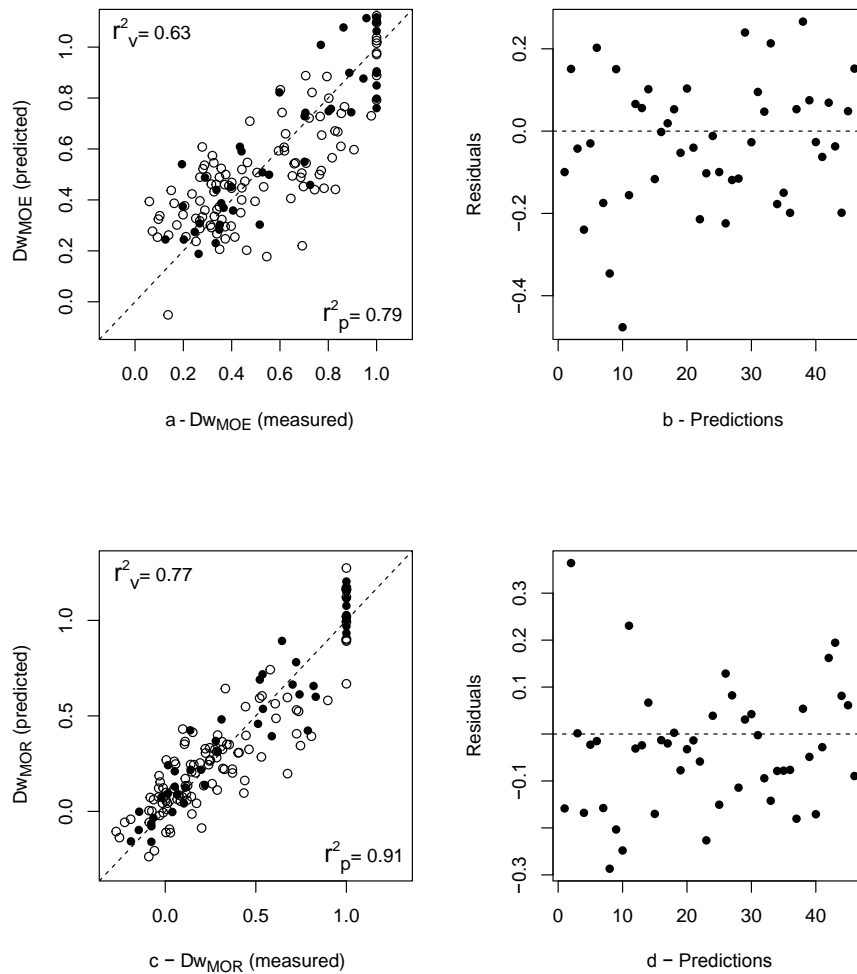 r²v= 0.63
r²p= 0.79
DwMOE (predicted)
0.0 0.2 0.4 0.6 0.8 1.0
0.0 0.2 0.4 0.6 0.8 1.0
a - DwMOE (measured)
Residuals
−0.4 −0.2 0.0 0.2
0 10 20 30 40
b - Predictions
r²v= 0.77
r²p= 0.91
DwMOR (predicted)
0.0 0.5 1.0
0.0 0.5 1.0
c − DwMOR (measured)
Residuals
−0.3 −0.1 0.1 0.2 0.3
0 10 20 30 40
d − Predictions